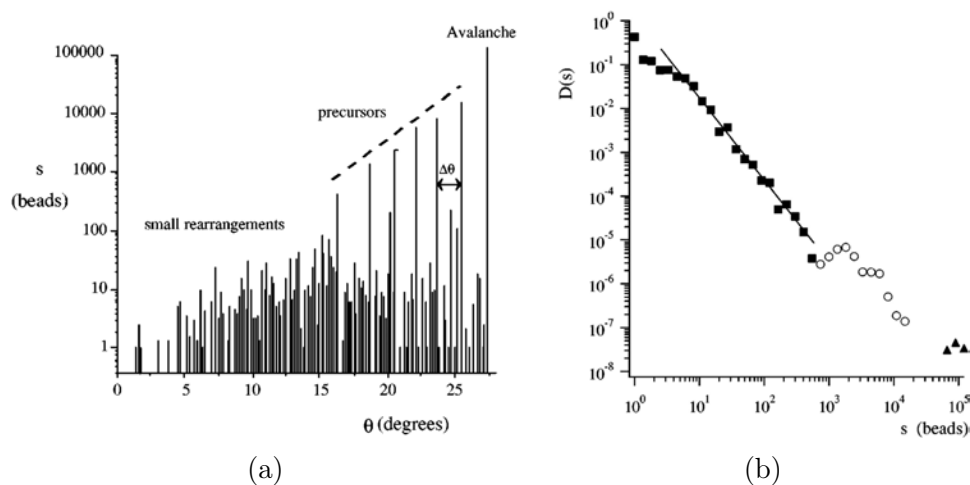 Avalanche
100000
10000
1000
100
10
1
s
(beads)
precursors
Δθ
small rearrangements
0
5
10
15
20
25
θ (degrees)
(a)
10^0
10^-1
10^-2
10^-3
10^-4
10^-5
10^-6
10^-7
10^-8
D(s)
10^0
10^1
10^2
10^3
10^4
10^5
s (beads)
(b)